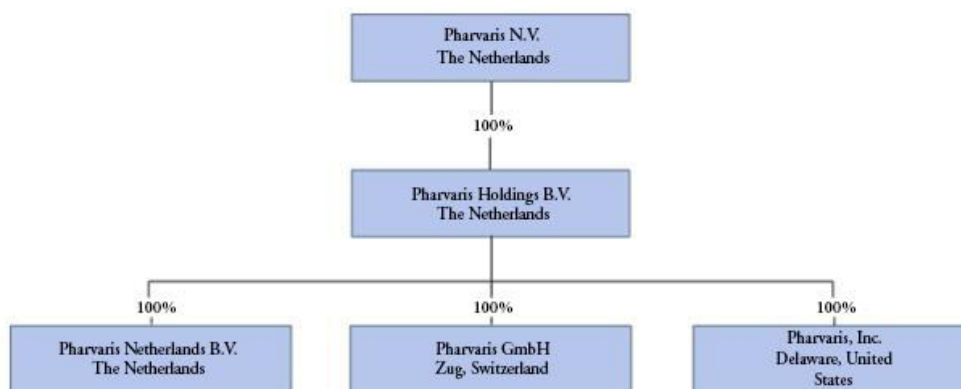 Pharvaris N.V.
The Netherlands
100%
Pharvaris Holdings B.V.
The Netherlands
100%
100%
100%
Pharvaris Netherlands B.V.
The Netherlands
Pharvaris GmbH
Zug, Switzerland
Pharvaris, Inc.
Delaware, United
States